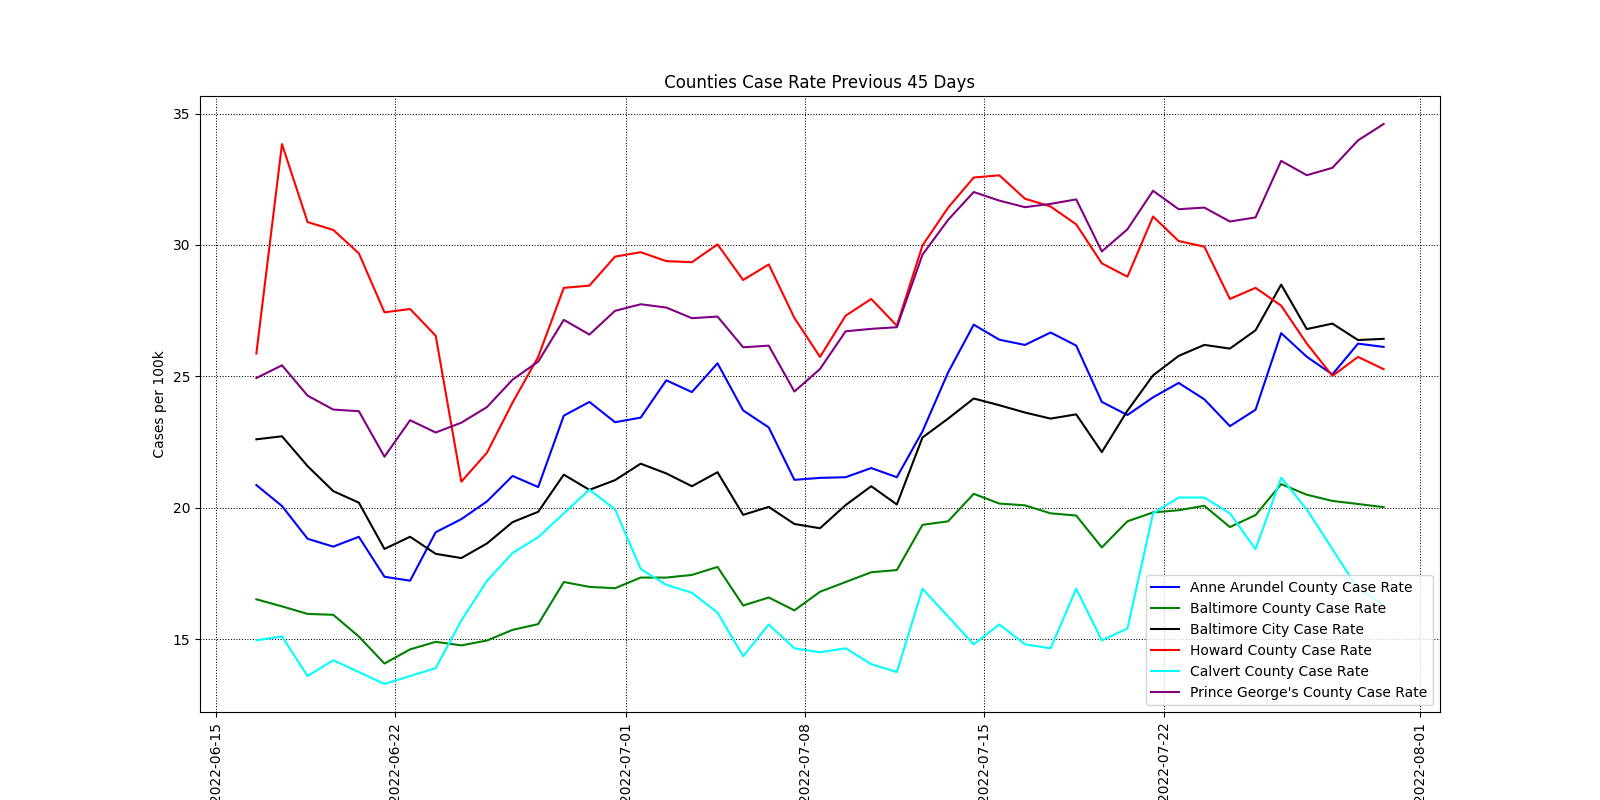 Counties Case Rate Previous 45 Days
Cases per 100k
35
30
25
20
15
2022-06-15
2022-06-22
2022-07-01
2022-07-08
2022-07-15
2022-07-22
2022-08-01
Anne Arundel County Case Rate
Baltimore County Case Rate
Baltimore City Case Rate
Howard County Case Rate
Calvert County Case Rate
Prince George's County Case Rate